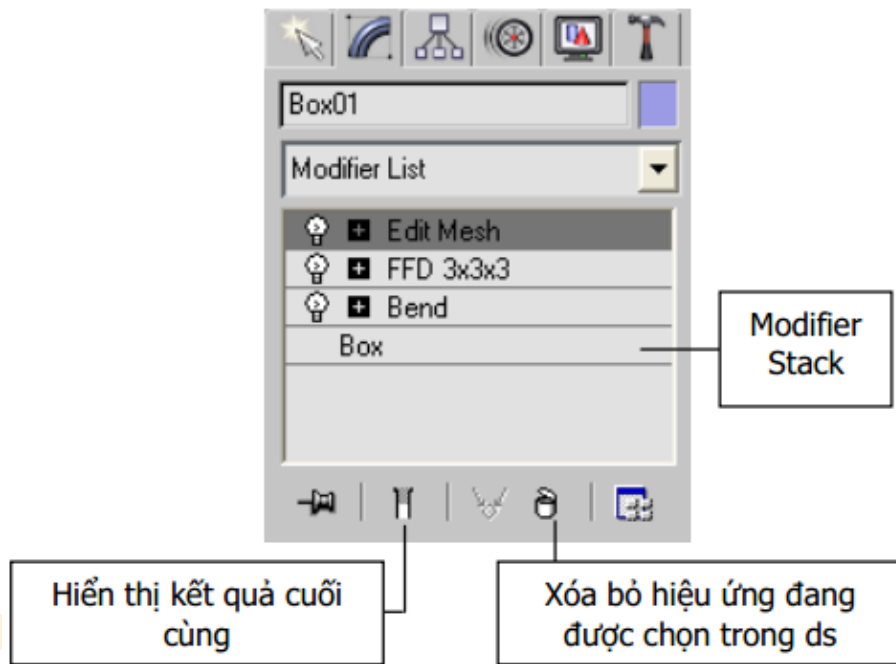 Box01
Modifier List
Edit Mesh
FFD 3x3x3
Bend
Box
Modifier
Stack
Hiển thị kết quả cuối
cùng
Xóa bỏ hiệu ứng đang
được chọn trong ds